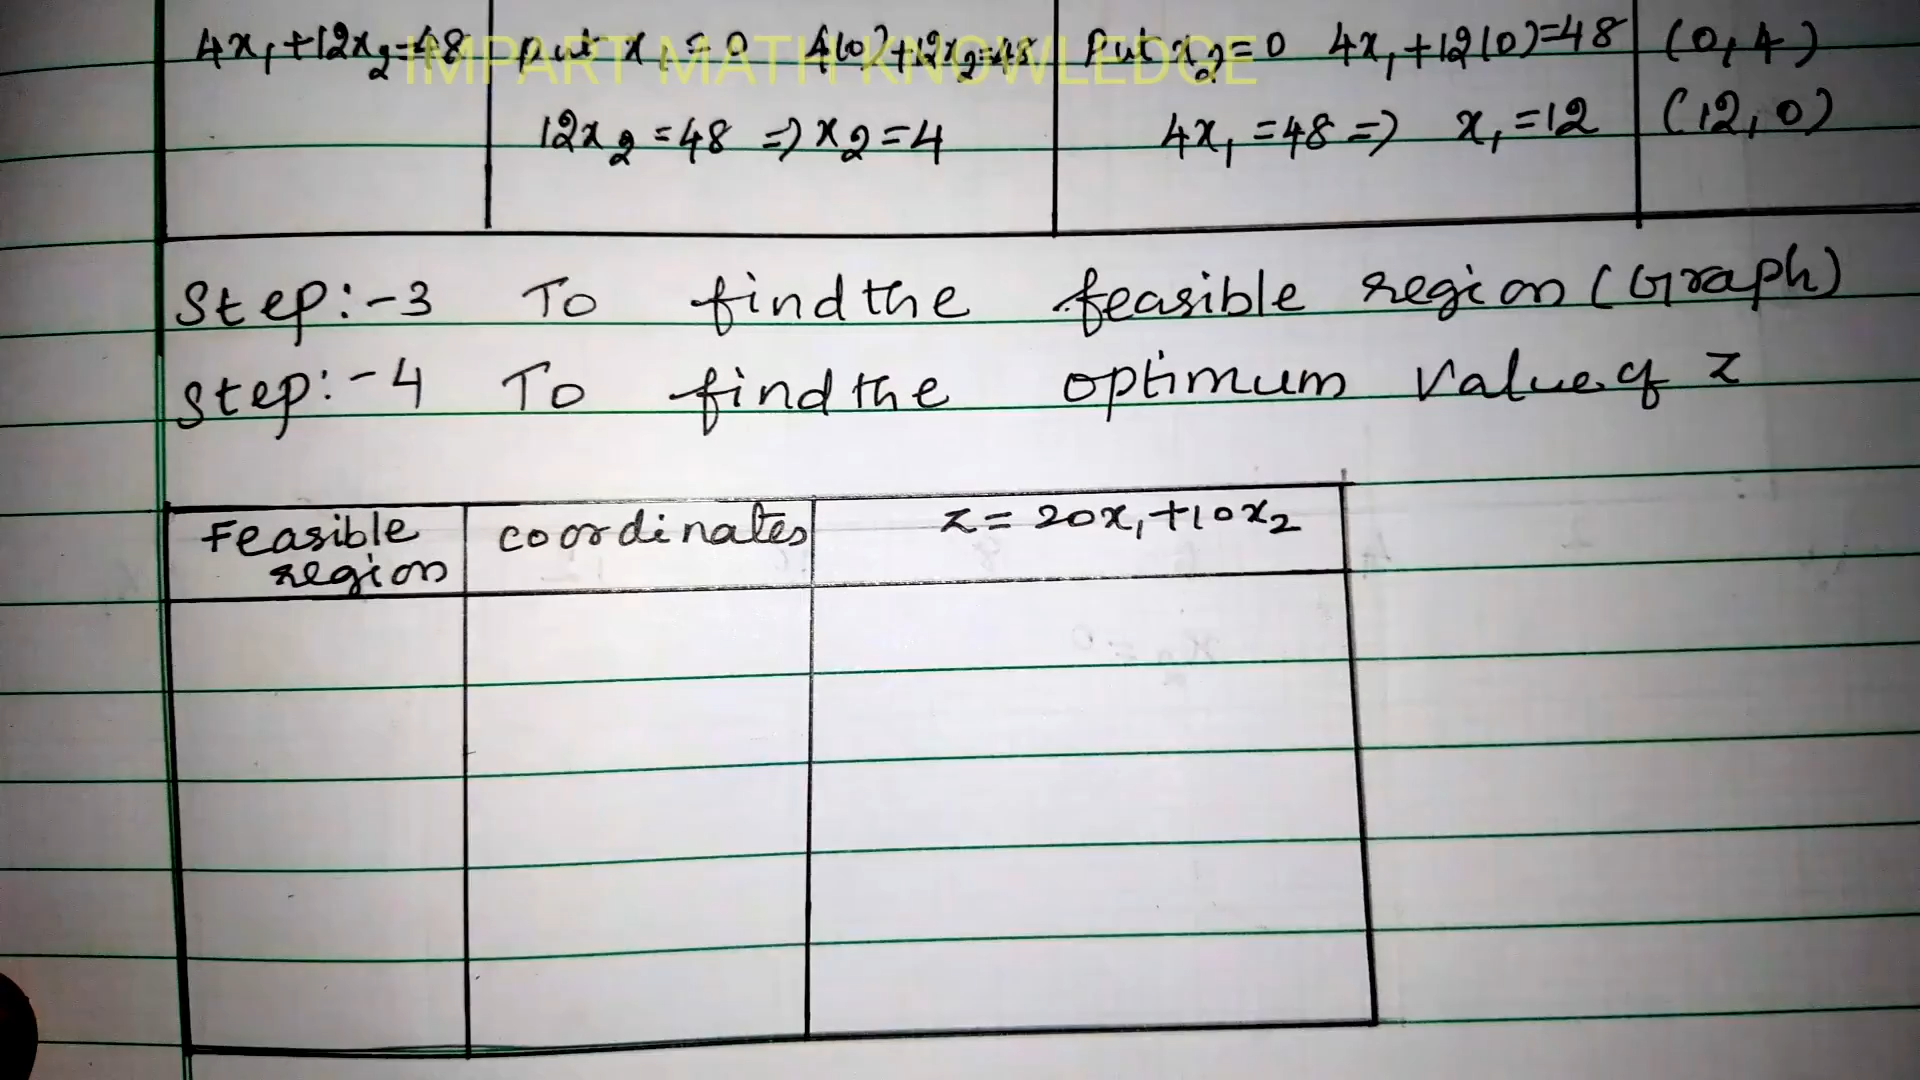 4x₁+12x₂=48 put x₁=0 4(0)+12x₂=48 Put x₂=0 4x₁+12(0)=48 (0,4)
IMPART MATH KNOWLEDGE
12x₂=48 ⇒ x₂=4 4x₁=48 ⇒ x₁=12 (12,0)
Step:-3 To find the feasible region (Graph)
Step:-4 To find the optimum value of z
Feasible region coordinates z=20x₁+10x₂